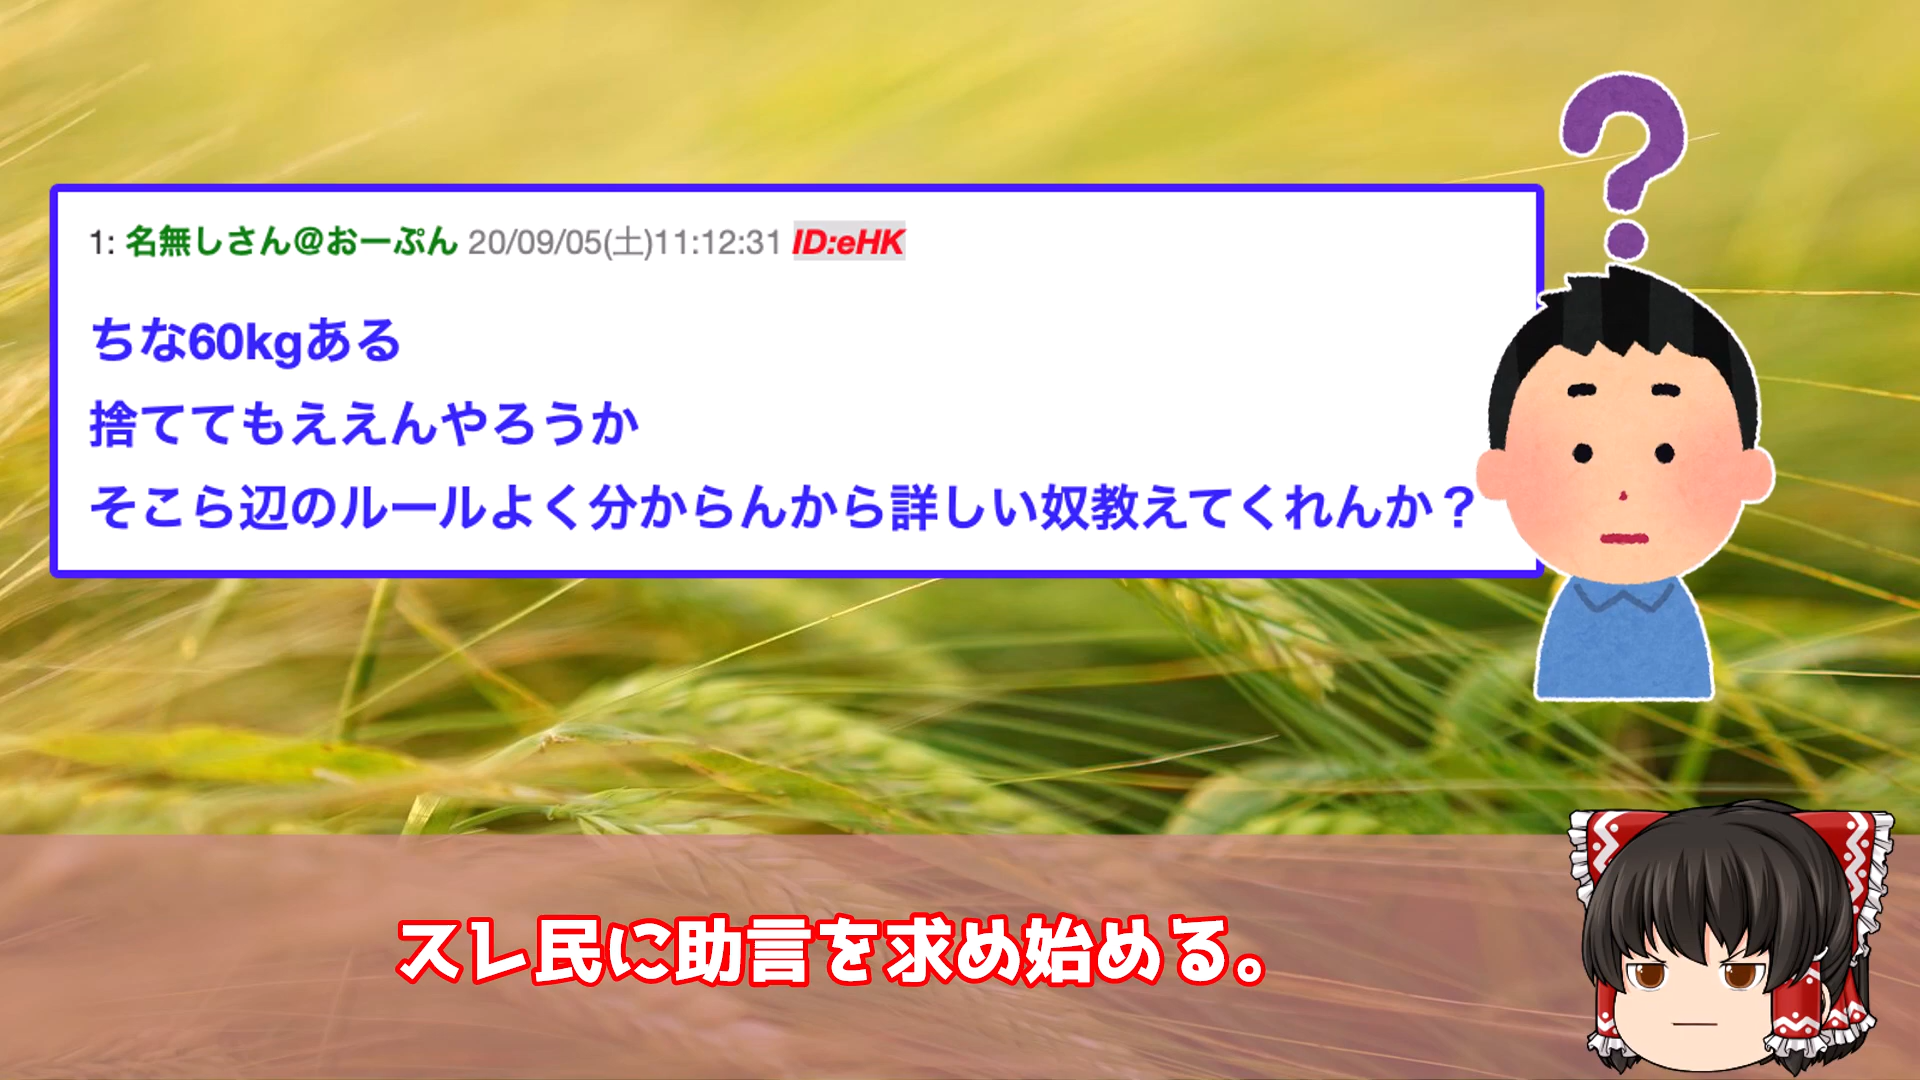 1: 名無しさん@おーぷん 20/09/05(土)11:12:31 ID:eHK
ちな60kgある
捨ててもええんやろうか
そこら辺のルールよく分からんから詳しい奴教えてくれんか？
スレ民に助言を求め始める。